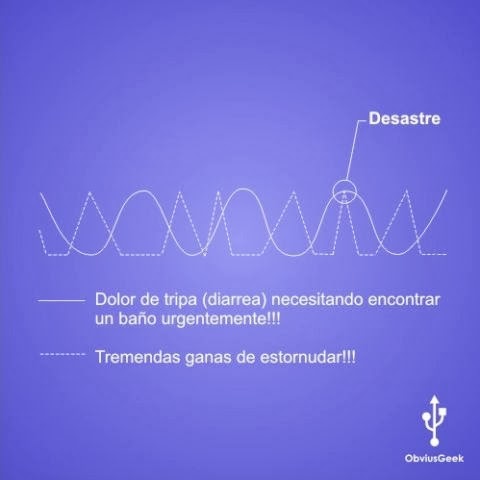 Desastre
Dolor de tripa (diarrea) necesitando encontrar
un baño urgentemente!!!
Tremendas ganas de estornudar!!!
ObviusGeek